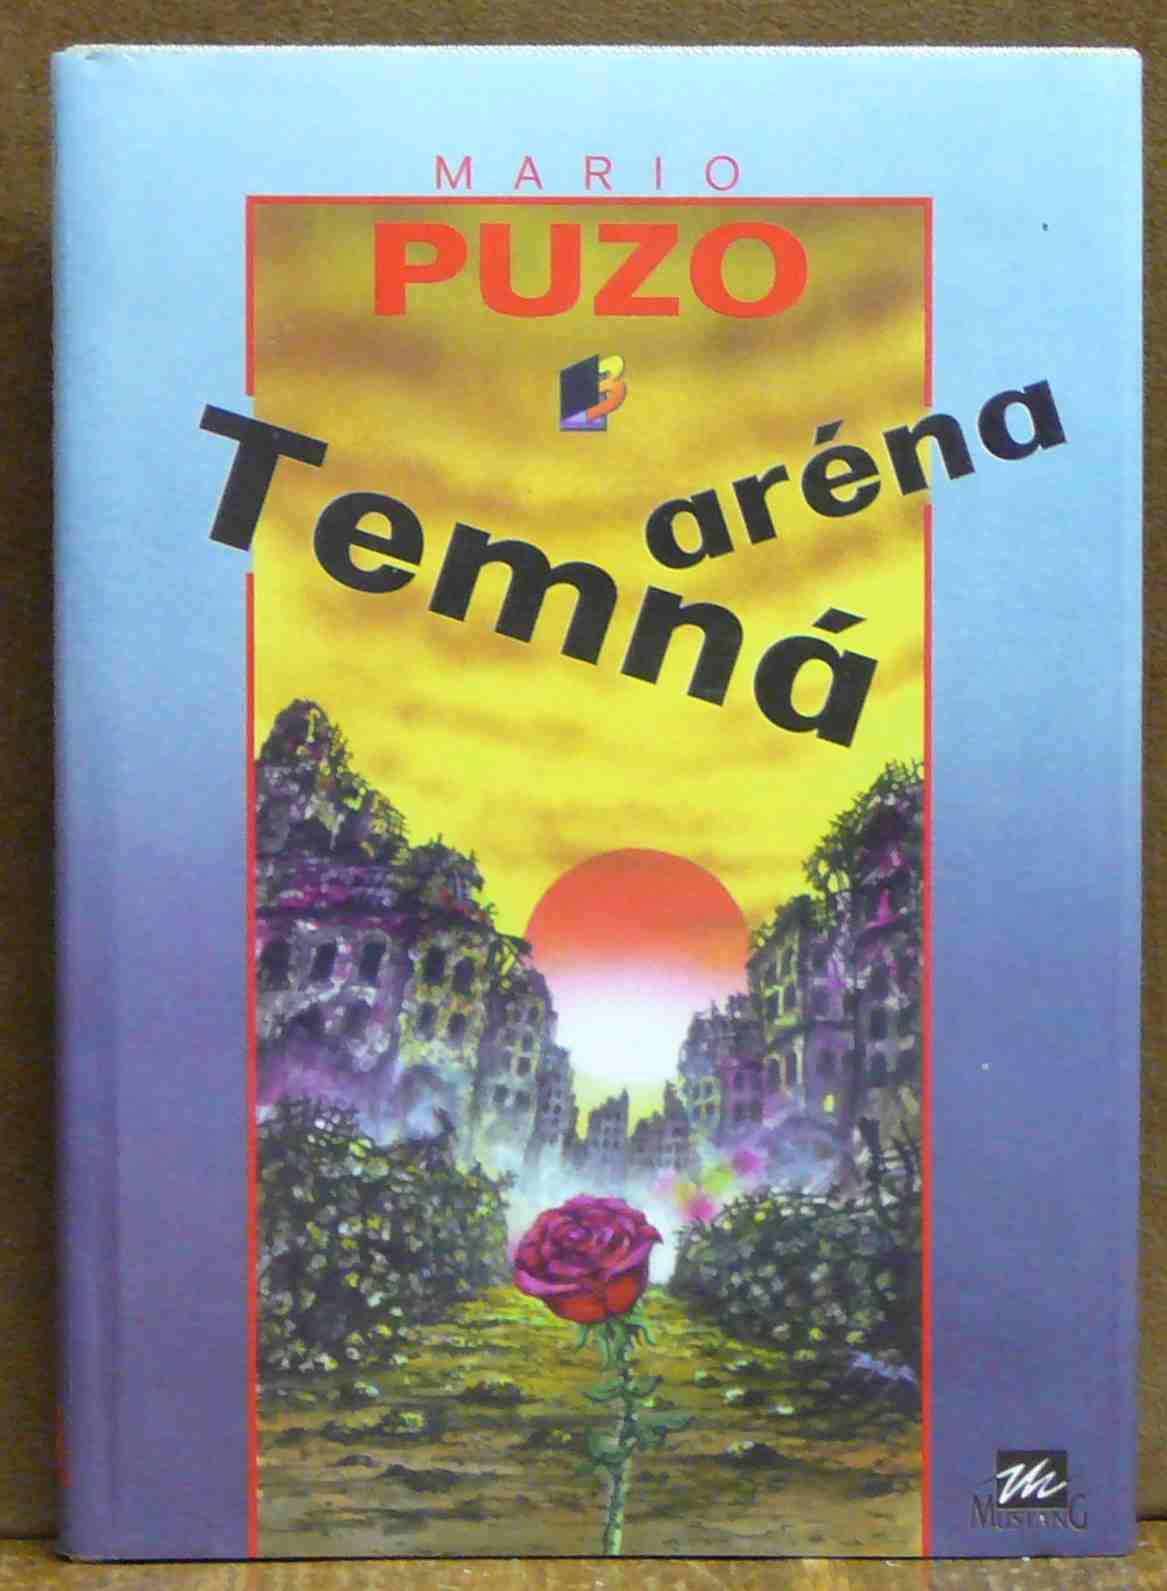 MARIO
PUZO
Temná
aréna
MUSTANG